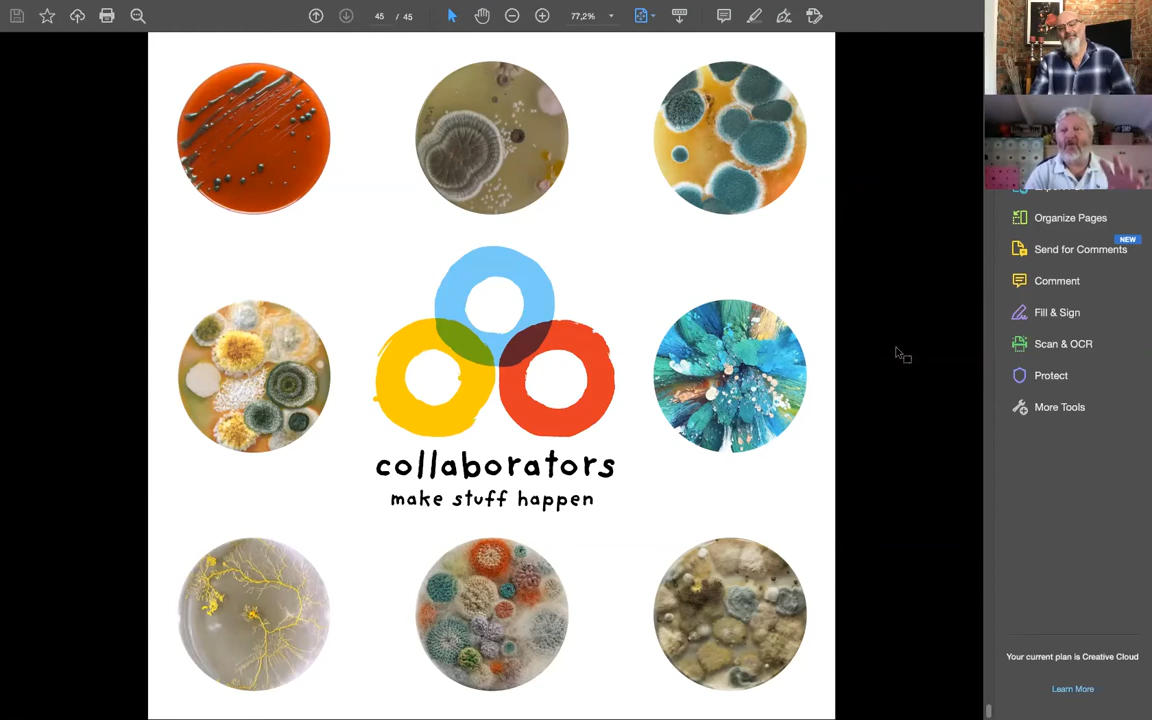 45 / 45
77,2%
Organize Pages
NEW
Send for Comments
Comment
Fill & Sign
Scan & OCR
Protect
More Tools
collaborators
make stuff happen
Your current plan is Creative Cloud
Learn More